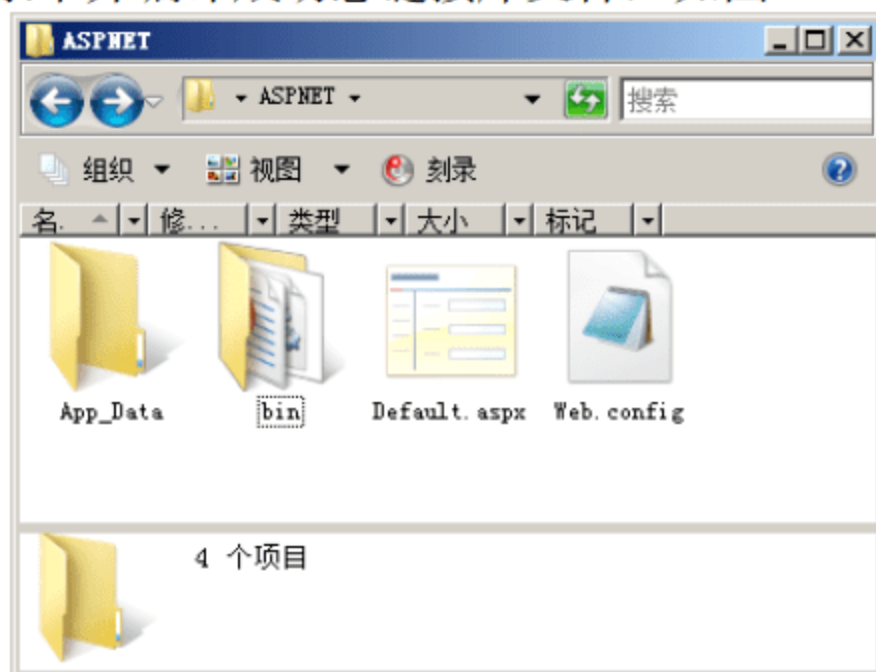 ASPNET
ASPNET 搜索
组织 视图 刻录
名. 修... 类型 大小 标记
App_Data bin Default.aspx Web.config
4 个项目